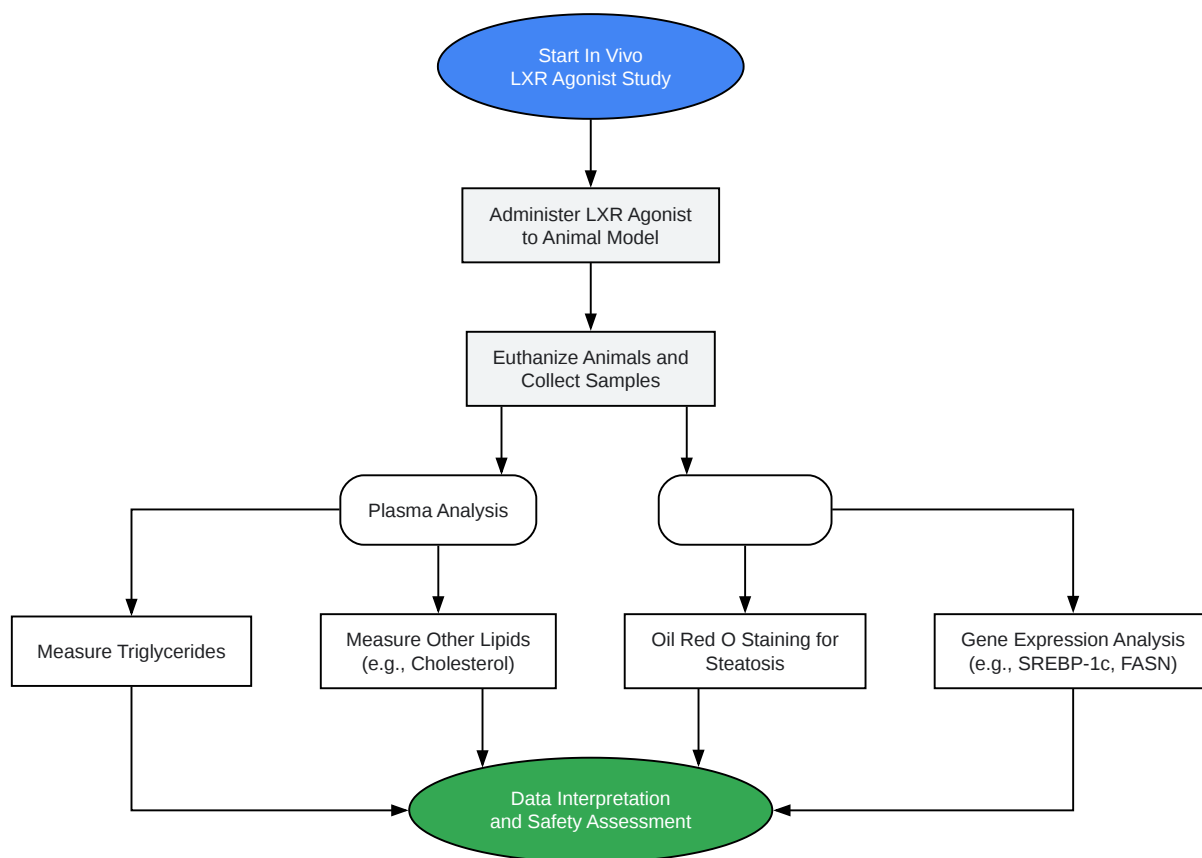 Start In Vivo
LXR Agonist Study
Administer LXR Agonist
to Animal Model
Euthanize Animals and
Collect Samples
Plasma Analysis
Measure Triglycerides
Measure Other Lipids
(e.g., Cholesterol)
Oil Red O Staining for
Steatosis
Gene Expression Analysis
(e.g., SREBP-1c, FASN)
Data Interpretation
and Safety Assessment